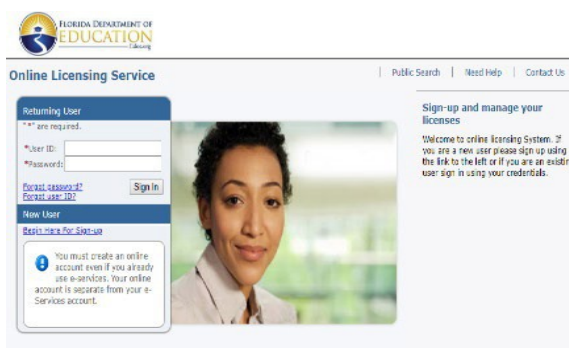 FLORIDA DEPARTMENT OF
EDUCATION
fldoe.org
Online Licensing Service
Public Search | Need Help | Contact Us
Returning User
"*" are required.
*User ID:
*Password:
Forgot password?
Forgot user ID?
Sign In
New User
Begin Here For Sign-up
You must create an online
account even if you already
use e-services. Your online
account is separate from your e-
Services account.
Sign-up and manage your
licenses
Welcome to online licensing System. If
you are a new user please sign up using
the link to the left or if you are an existin
user sign in using your credentials.